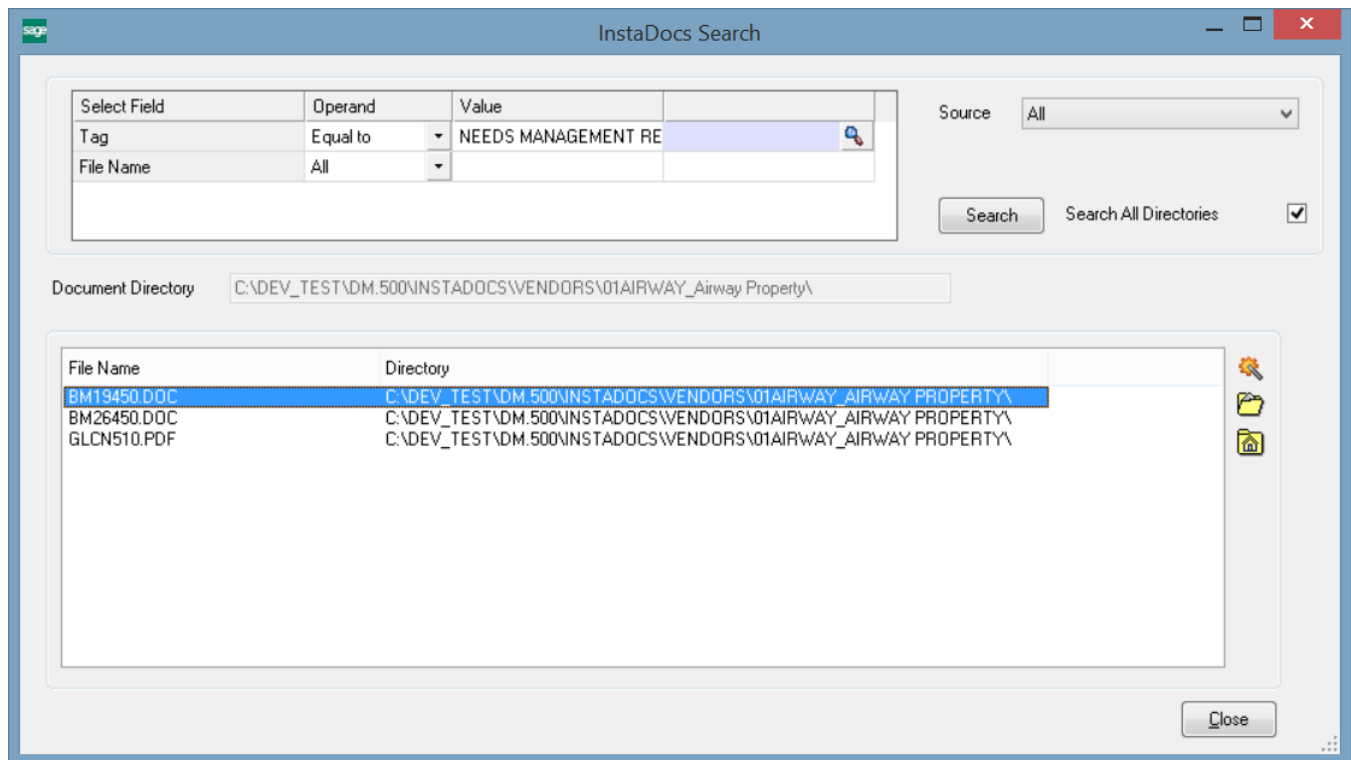 sage
InstaDocs Search
Select Field Operand Value
Tag Equal to NEEDS MANAGEMENT RE
File Name All
Source All
Search Search All Directories
Document Directory C:\DEV_TEST\DM.500\INSTADOCS\VENDORS\01AIRWAY_Airway Property\
File Name Directory
BM19450.DOC C:\DEV_TEST\DM.500\INSTADOCS\VENDORS\01AIRWAY_AIRWAY PROPERTY\
BM26450.DOC C:\DEV_TEST\DM.500\INSTADOCS\VENDORS\01AIRWAY_AIRWAY PROPERTY\
GLCN510.PDF C:\DEV_TEST\DM.500\INSTADOCS\VENDORS\01AIRWAY_AIRWAY PROPERTY\
Close